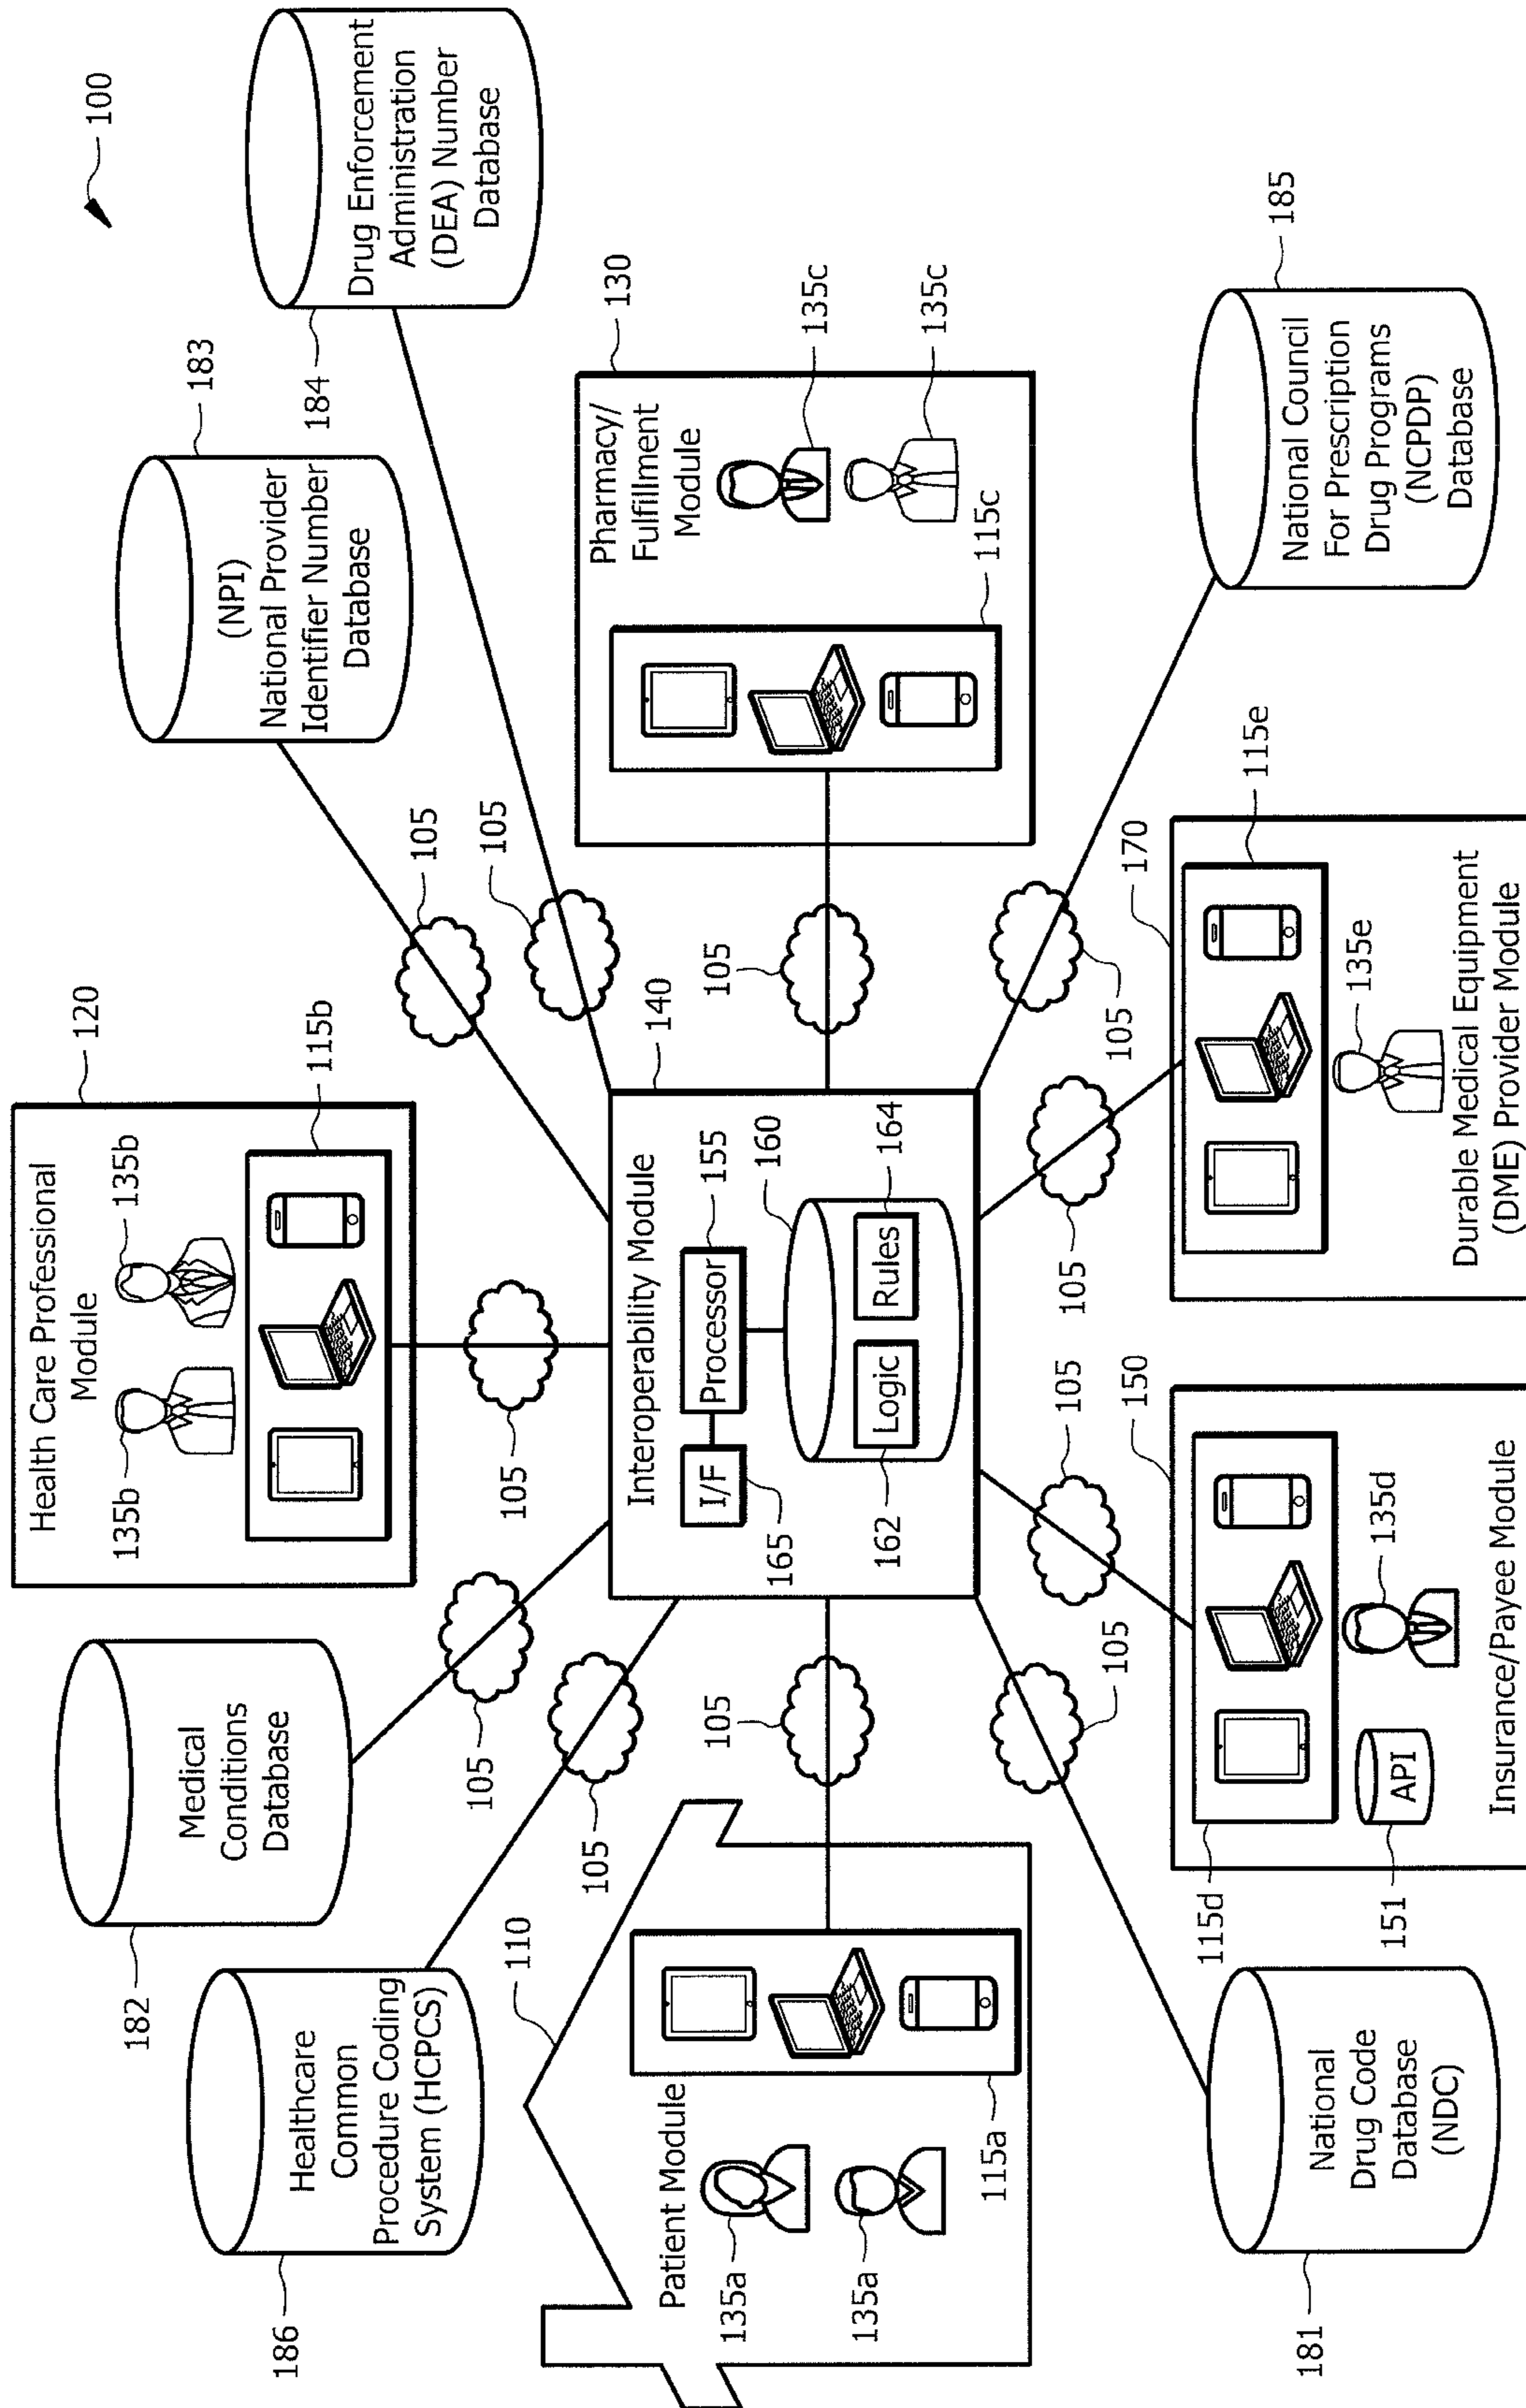 100
Health Care Professional
Module
120
135b
135b
115b
Medical
Conditions
Database
182
Healthcare
Common
Procedure Coding
System (HCPCS)
186
(NPI)
National Provider
Identifier Number
Database
183
Drug Enforcement
Administration
(DEA) Number
Database
184
105
105
105
105
105
110
Patient Module
135a
135a
115a
105
Interoperability Module
140
I/F
165
Processor
155
160
Logic
162
Rules
164
105
Pharmacy/
Fulfillment
Module
130
135c
135c
115c
105
105
105
105
National
Drug Code
Database
(NDC)
181
115d
API
151
135d
150
Insurance/Payee Module
170
115e
135e
Durable Medical Equipment
(DME) Provider Module
National Council
For Prescription
Drug Programs
(NCPDP)
Database
185